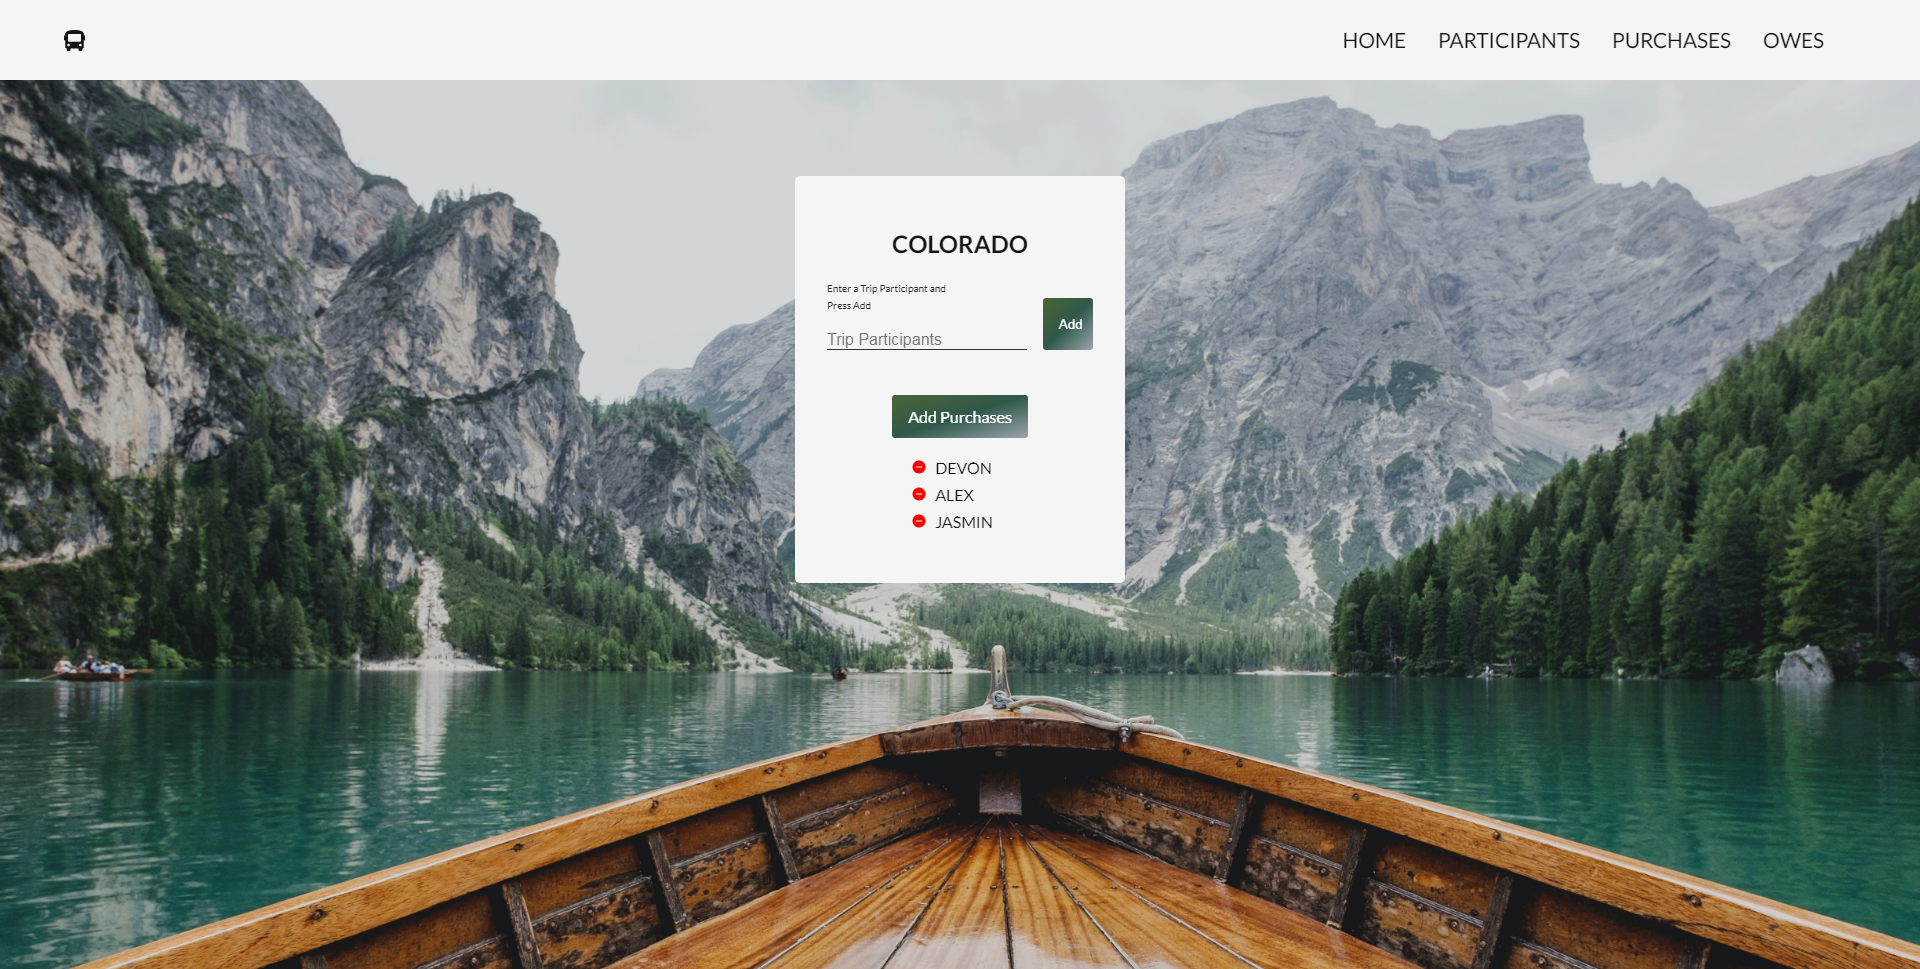 HOME PARTICIPANTS PURCHASES OWES
COLORADO
Enter a Trip Participant and
Press Add
Trip Participants
Add
Add Purchases
DEVON
ALEX
JASMIN